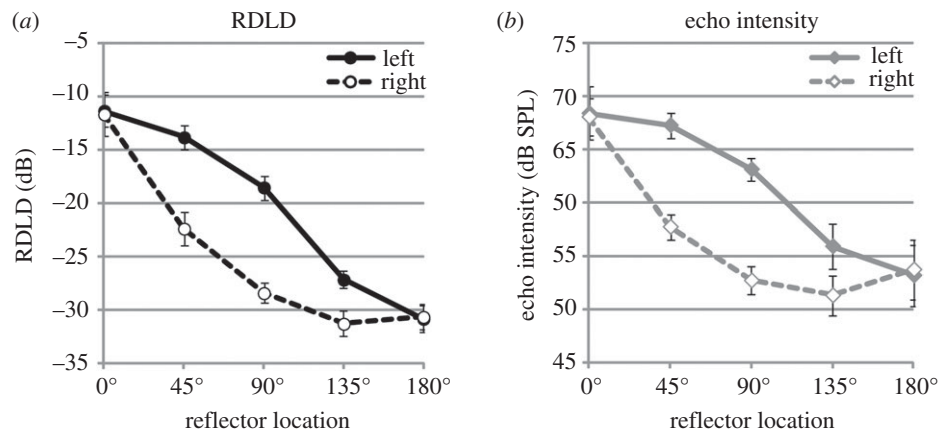 (a) RDLD
−5
−10
−15
−20
−25
−30
−35
RDLD (dB)
left
right
0° 45° 90° 135° 180°
reflector location
(b) echo intensity
75
70
65
50
55
50
45
echo intensity (dB SPL)
left
right
0° 45° 90° 135° 180°
reflector location